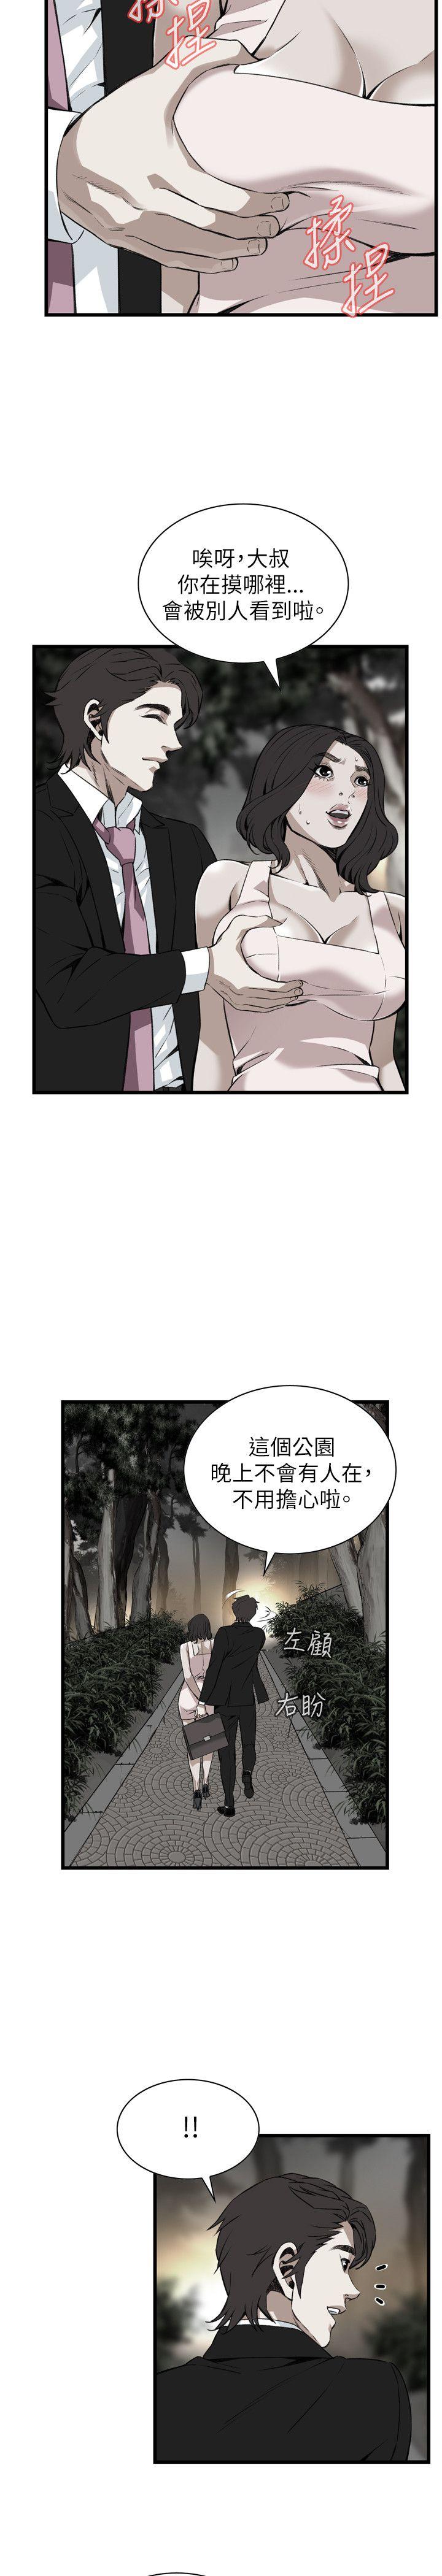 揉
捏
揉
捏
唉呀,大叔
你在摸哪裡...
會被別人看到啦。
這個公園
晚上不會有人在,
不用擔心啦。
左顧
右盼
!!